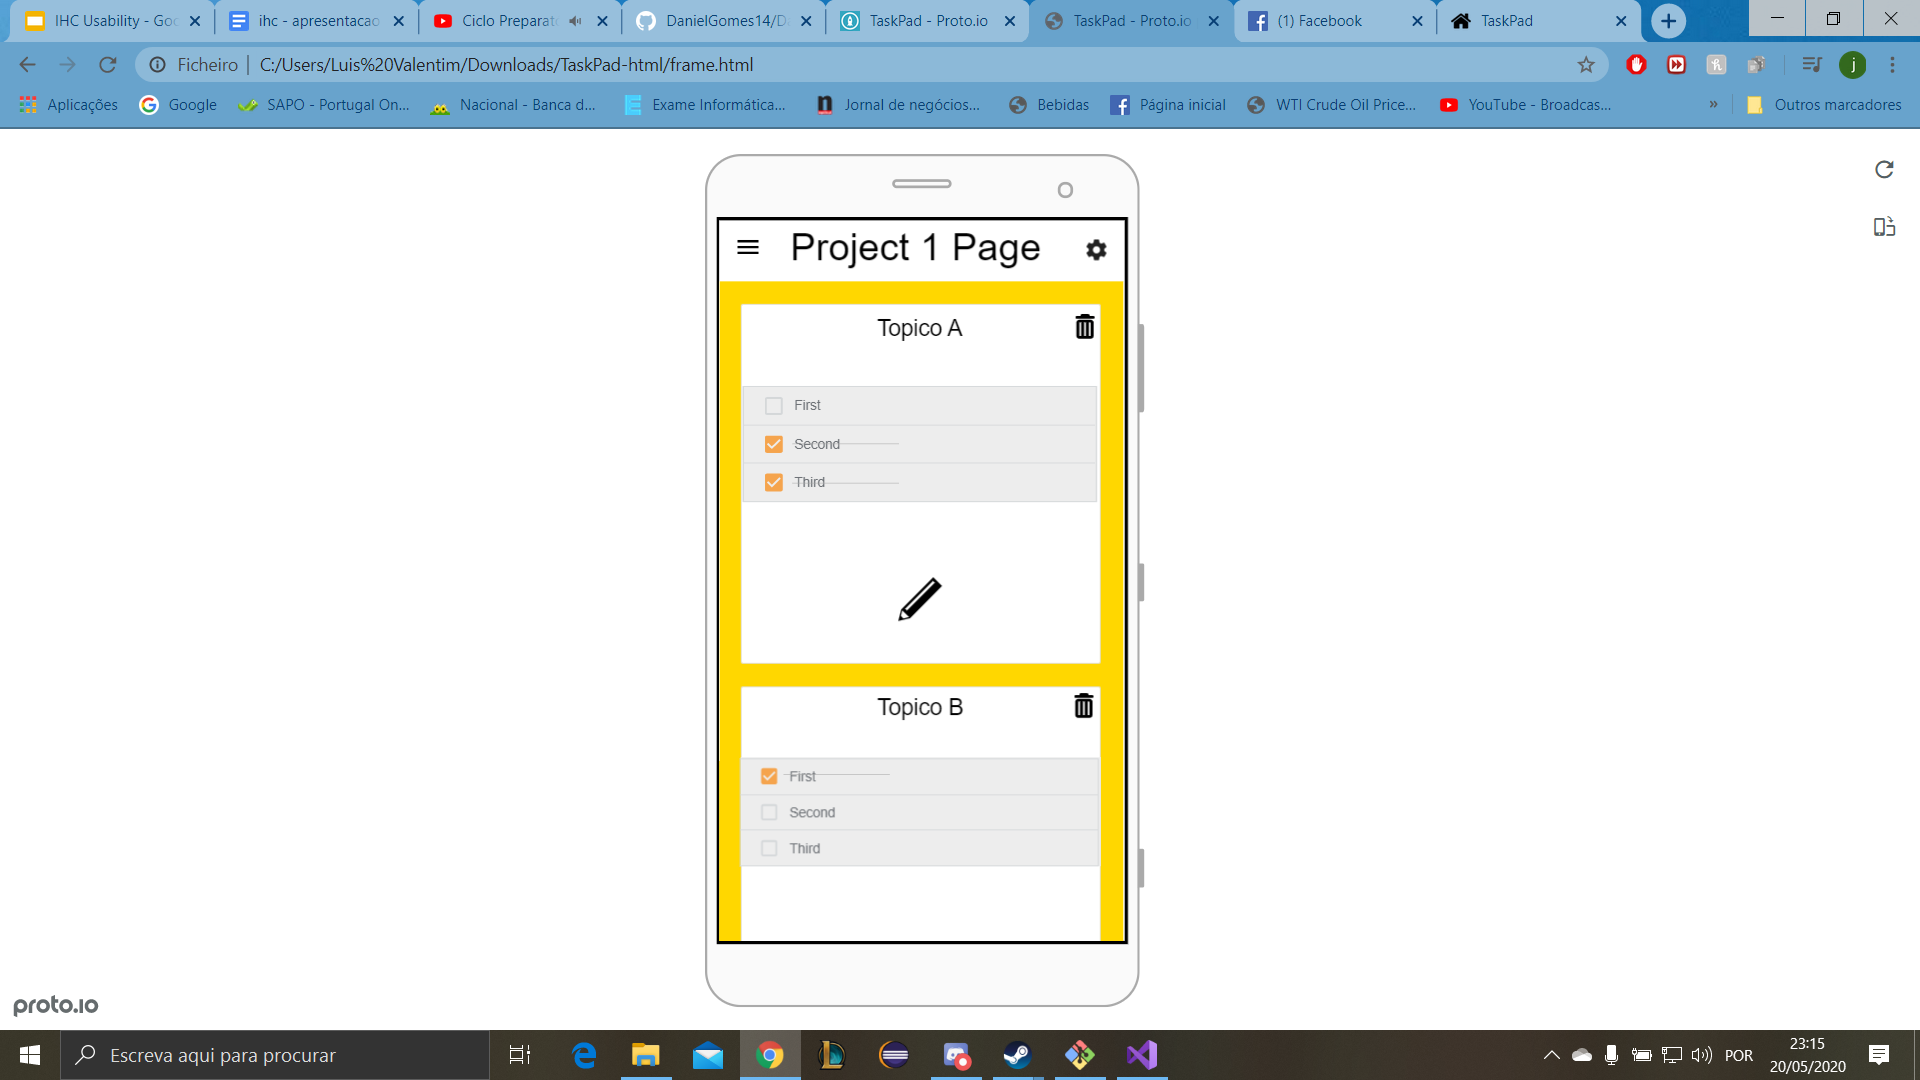 IHC Usability - Goo
ihc - apresentacao
Ciclo Preparato
DanielGomes14/Da
TaskPad - Proto.io
TaskPad - Proto.io
(1) Facebook
TaskPad
Ficheiro | C:/Users/Luis%20Valentim/Downloads/TaskPad-html/frame.html
j
Aplicações
Google
SAPO - Portugal On...
Nacional - Banca d...
Exame Informática...
Jornal de negócios...
Bebidas
Página inicial
WTI Crude Oil Price...
YouTube - Broadcas...
»
Outros marcadores
Project 1 Page
Topico A
First
Second
Third
Topico B
First
Second
Third
proto.io
Escreva aqui para procurar
POR
23:15
20/05/2020